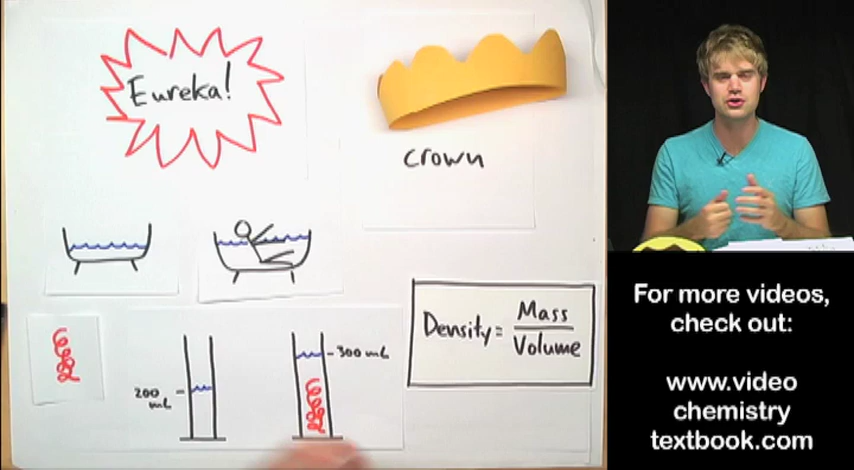 Eureka!
crown
200
mL
300 mL
Density = Mass
Volume
For more videos,
check out:
www.video
chemistry
textbook.com